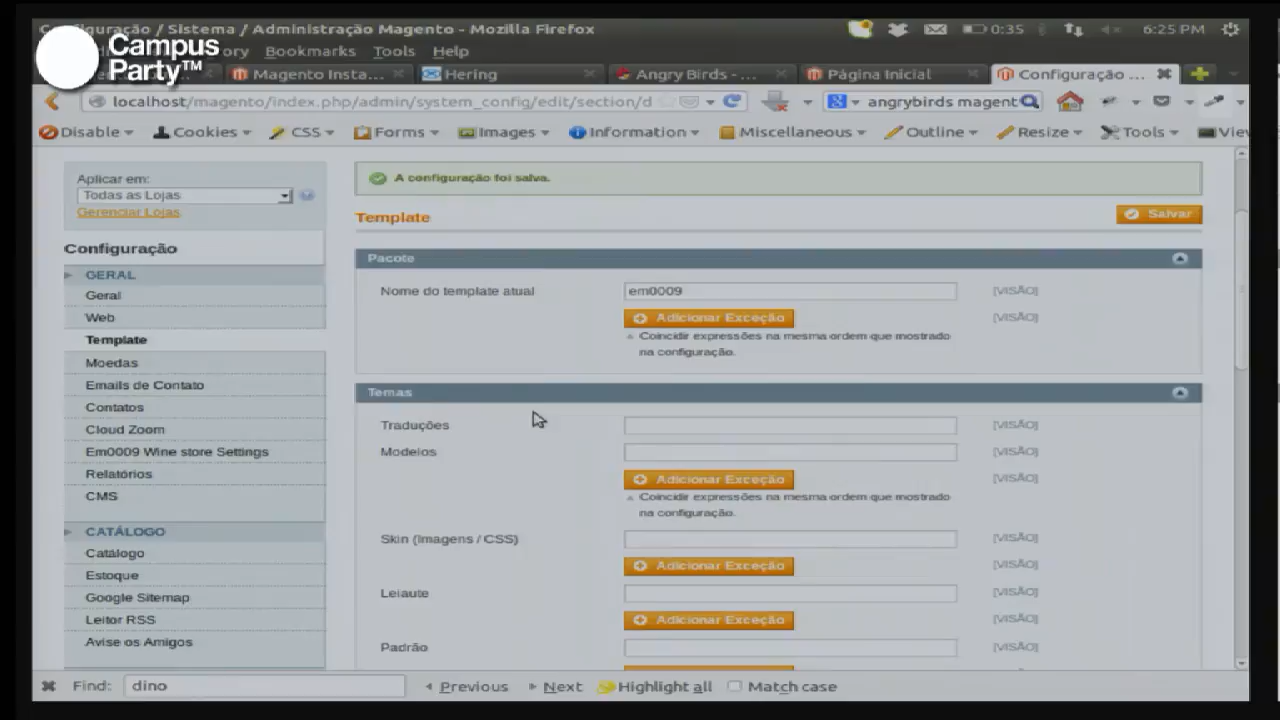 Configuração / Sistema / Administração Magento - Mozilla Firefox
0:35
6:25 PM
Campus Party™
Bookmarks Tools Help
Magento Insta...
Hering
Angry Birds - ...
Página Inicial
Configuração ...
localhost/magento/index.php/admin/system_config/edit/section/d
angrybirds magent
Disable
Cookies
CSS
Forms
Images
Information
Miscellaneous
Outline
Resize
Tools
View
Aplicar em:
Todas as Lojas
Gerenciar Lojas
Configuração
GERAL
Geral
Web
Template
Moedas
Emails de Contato
Contatos
Cloud Zoom
Em0009 Wine store Settings
Relatórios
CMS
CATÁLOGO
Catálogo
Estoque
Google Sitemap
Leitor RSS
Avise os Amigos
A configuração foi salva.
Template
Salvar
Pacote
Nome do template atual
em0009
[VISÃO]
Adicionar Exceção
[VISÃO]
Coincidir expressões na mesma ordem que mostrado
na configuração.
Temas
Traduções
[VISÃO]
Modelos
[VISÃO]
Adicionar Exceção
[VISÃO]
Coincidir expressões na mesma ordem que mostrado
na configuração.
Skin (Imagens / CSS)
[VISÃO]
Adicionar Exceção
[VISÃO]
Leiaute
[VISÃO]
Adicionar Exceção
[VISÃO]
Padrão
[VISÃO]
Find: dino
Previous
Next
Highlight all
Match case